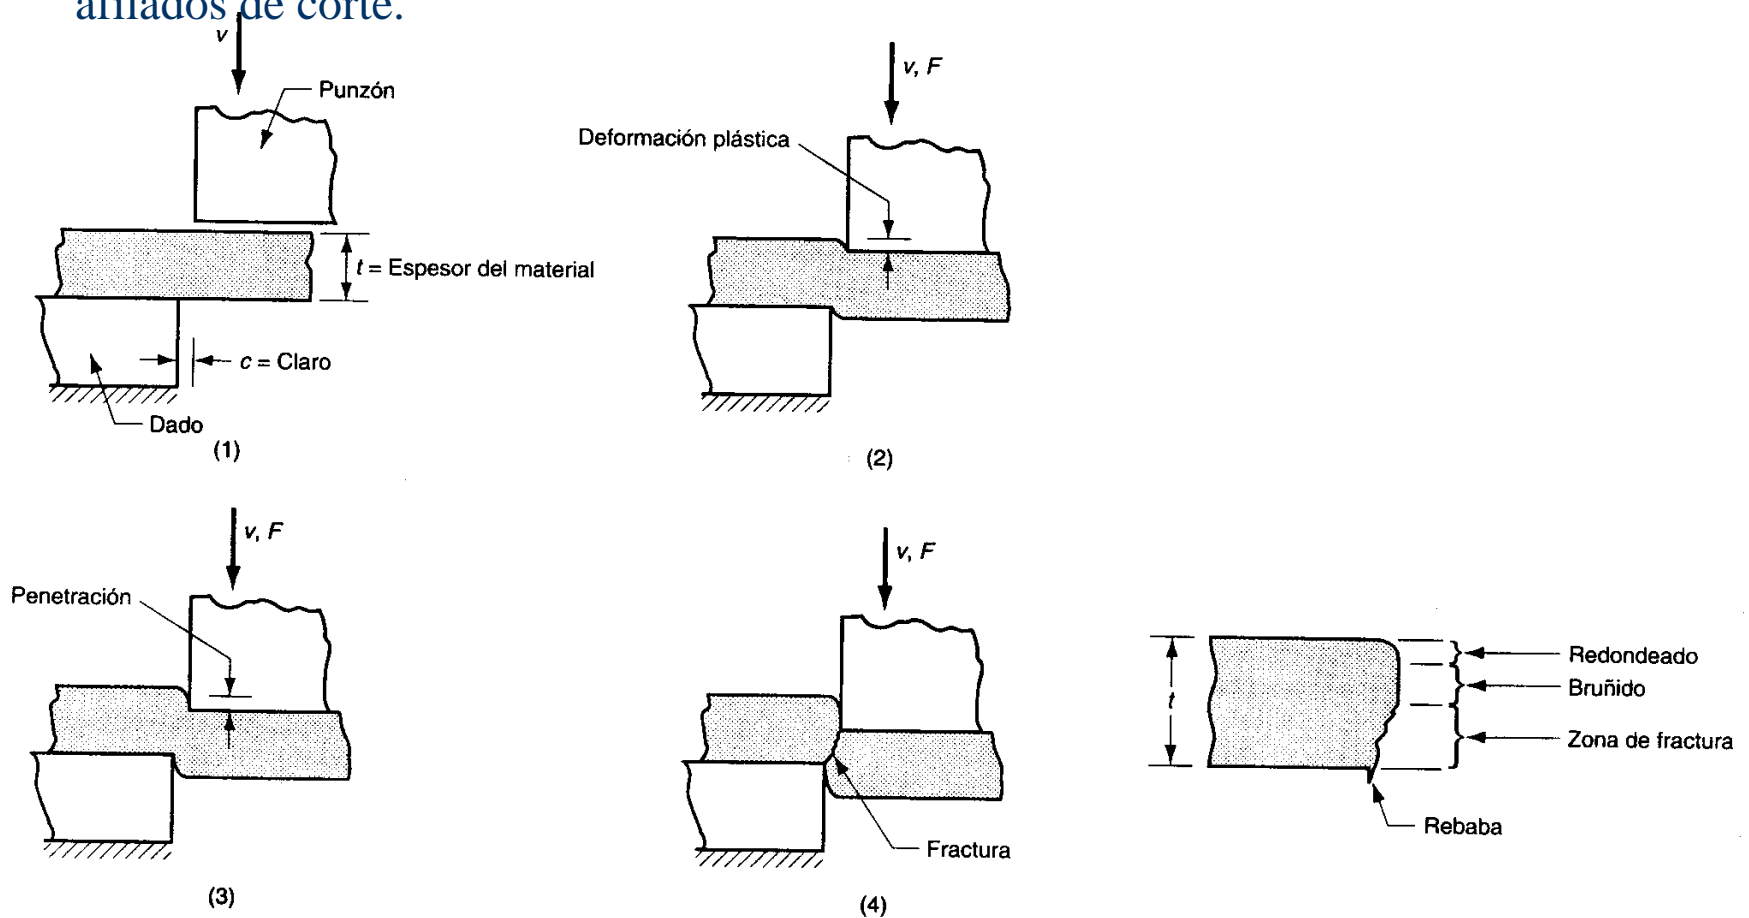 afilados de corte.
v
Punzón
t = Espesor del material
c = Claro
Dado
(1)
v, F
Deformación plástica
(2)
v, F
Penetración
(3)
v, F
Fractura
(4)
t
Redondeado
Bruñido
Zona de fractura
Rebaba